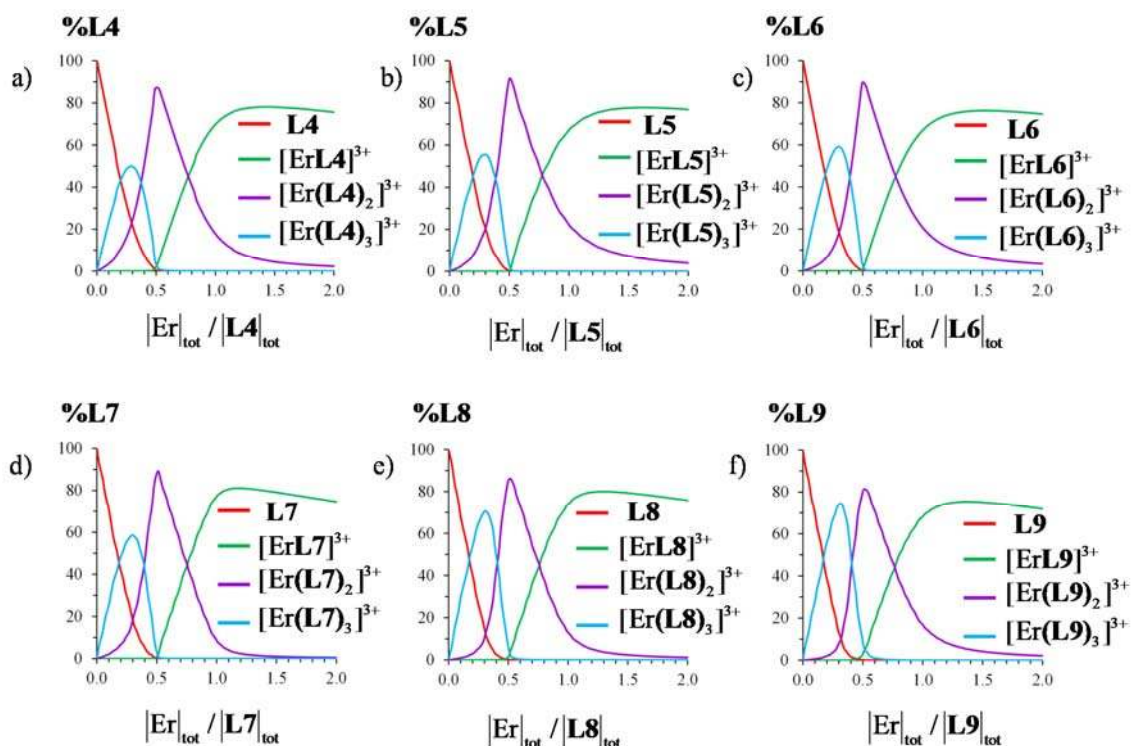 %L4
a)
100
80
60
40
20
0
0.0 0.5 1.0 1.5 2.0
L4
[ErL4]³⁺
[Er(L4)₂]³⁺
[Er(L4)₃]³⁺
|Er|tot / |L4|tot
%L5
b)
100
80
60
40
20
0
0.0 0.5 1.0 1.5 2.0
L5
[ErL5]³⁺
[Er(L5)₂]³⁺
[Er(L5)₃]³⁺
|Er|tot / |L5|tot
%L6
c)
100
80
60
40
20
0
0.0 0.5 1.0 1.5 2.0
L6
[ErL6]³⁺
[Er(L6)₂]³⁺
[Er(L6)₃]³⁺
|Er|tot / |L6|tot
%L7
d)
100
80
60
40
20
0
0.0 0.5 1.0 1.5 2.0
L7
[ErL7]³⁺
[Er(L7)₂]³⁺
[Er(L7)₃]³⁺
|Er|tot / |L7|tot
%L8
e)
100
80
60
40
20
0
0.0 0.5 1.0 1.5 2.0
L8
[ErL8]³⁺
[Er(L8)₂]³⁺
[Er(L8)₃]³⁺
|Er|tot / |L8|tot
%L9
f)
100
80
60
40
20
0
0.0 0.5 1.0 1.5 2.0
L9
[ErL9]³⁺
[Er(L9)₂]³⁺
[Er(L9)₃]³⁺
|Er|tot / |L9|tot